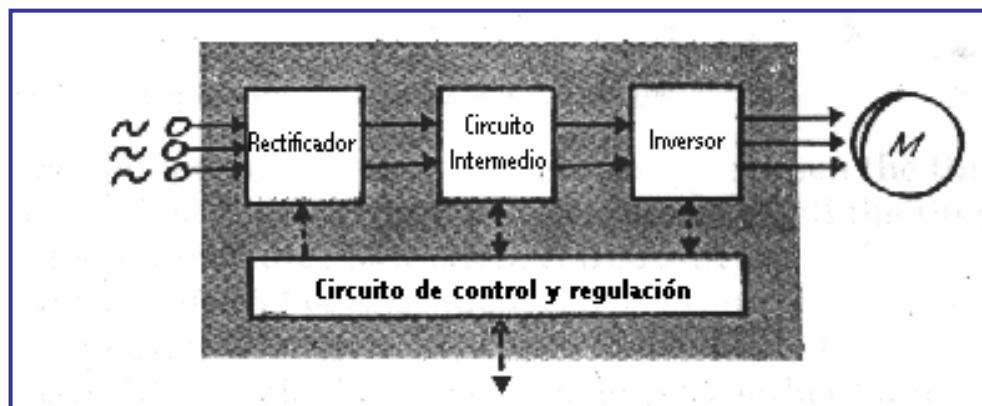 Rectificador
Circuito
Intermedio
Inversor
M
Circuito de control y regulación